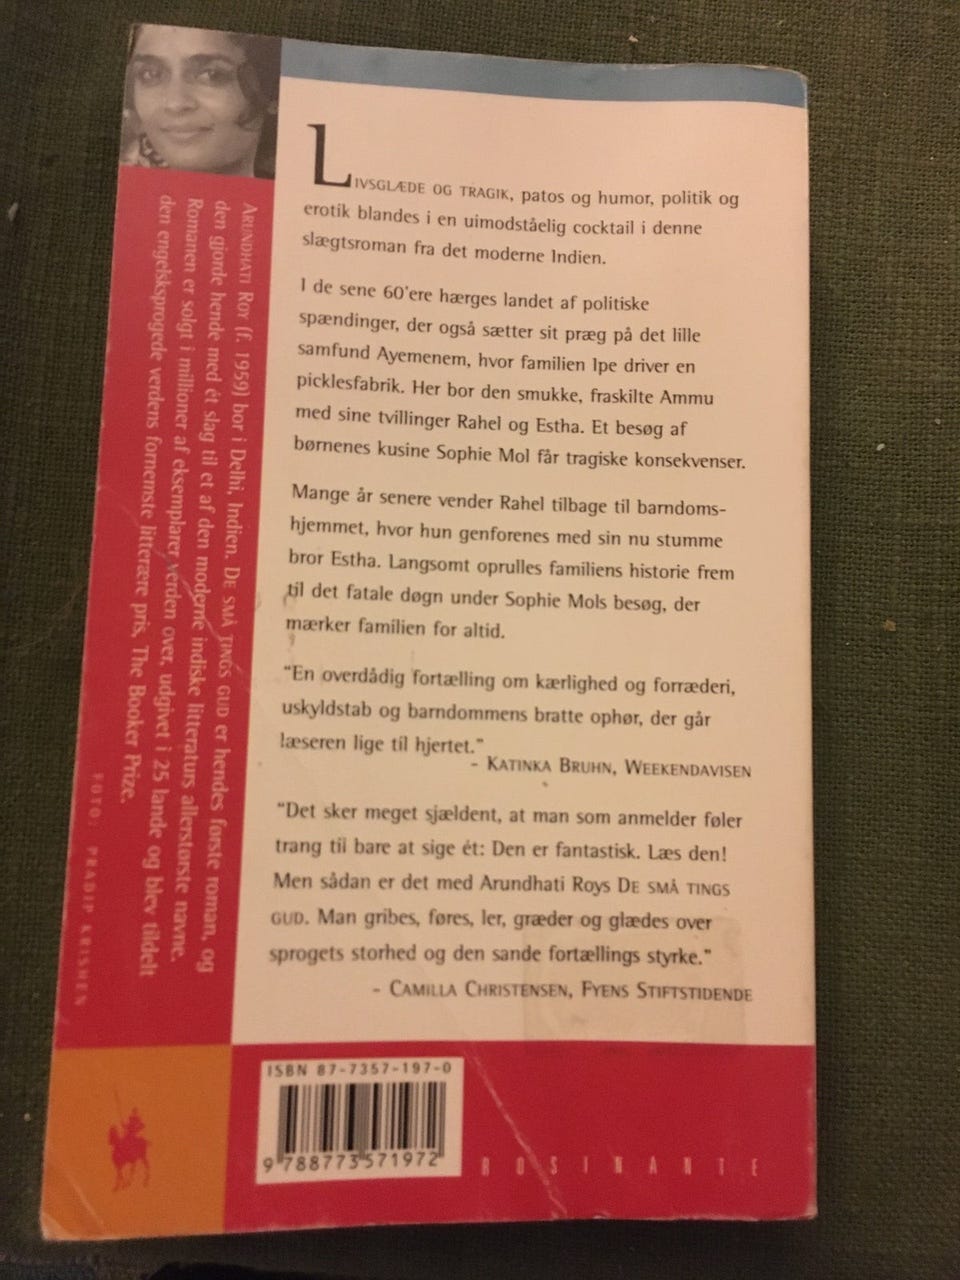 LIVSGLÆDE OG TRAGIK, patos og humor, politik og
erotik blandes i en uimodståelig cocktail i denne
slægtsroman fra det moderne Indien.
I de sene 60'ere hærges landet af politiske
spændinger, der også sætter sit præg på det lille
samfund Ayemenem, hvor familien Ipe driver en
picklesfabrik. Her bor den smukke, fraskilte Ammu
med sine tvillinger Rahel og Estha. Et besøg af
børnenes kusine Sophie Mol får tragiske konsekvenser.
Mange år senere vender Rahel tilbage til barndoms-
hjemmet, hvor hun genforenes med sin nu stumme
bror Estha. Langsomt oprulles familiens historie frem
til det fatale døgn under Sophie Mols besøg, der
mærker familien for altid.
"En overdådig fortælling om kærlighed og forræderi,
uskyldstab og barndommens bratte ophør, der går
læseren lige til hjertet."
- KATINKA BRUHN, WEEKENDAVISEN
"Det sker meget sjældent, at man som anmelder føler
trang til bare at sige ét: Den er fantastisk. Læs den!
Men sådan er det med Arundhati Roys DE SMÅ TINGS
GUD. Man gribes, føres, ler, græder og glædes over
sprogets storhed og den sande fortællings styrke."
- CAMILLA CHRISTENSEN, FYENS STIFTSTIDENDE
ARUNDHATI ROY (f. 1959) bor i Delhi, Indien. DE SMÅ TINGS GUD er hendes første roman, og
den gjorde hende med ét slag til et af den moderne indiske litteraturs allerstørste navne.
Romanen er solgt i millioner af eksemplarer verden over, udgivet i 25 lande og blev tildelt
den engelsksprogede verdens fornemste litterære pris, The Booker Prize.
FOTO: PRADIP KRISHEN
ISBN 87-7357-197-0
9 788773 571972
ROSINANTE